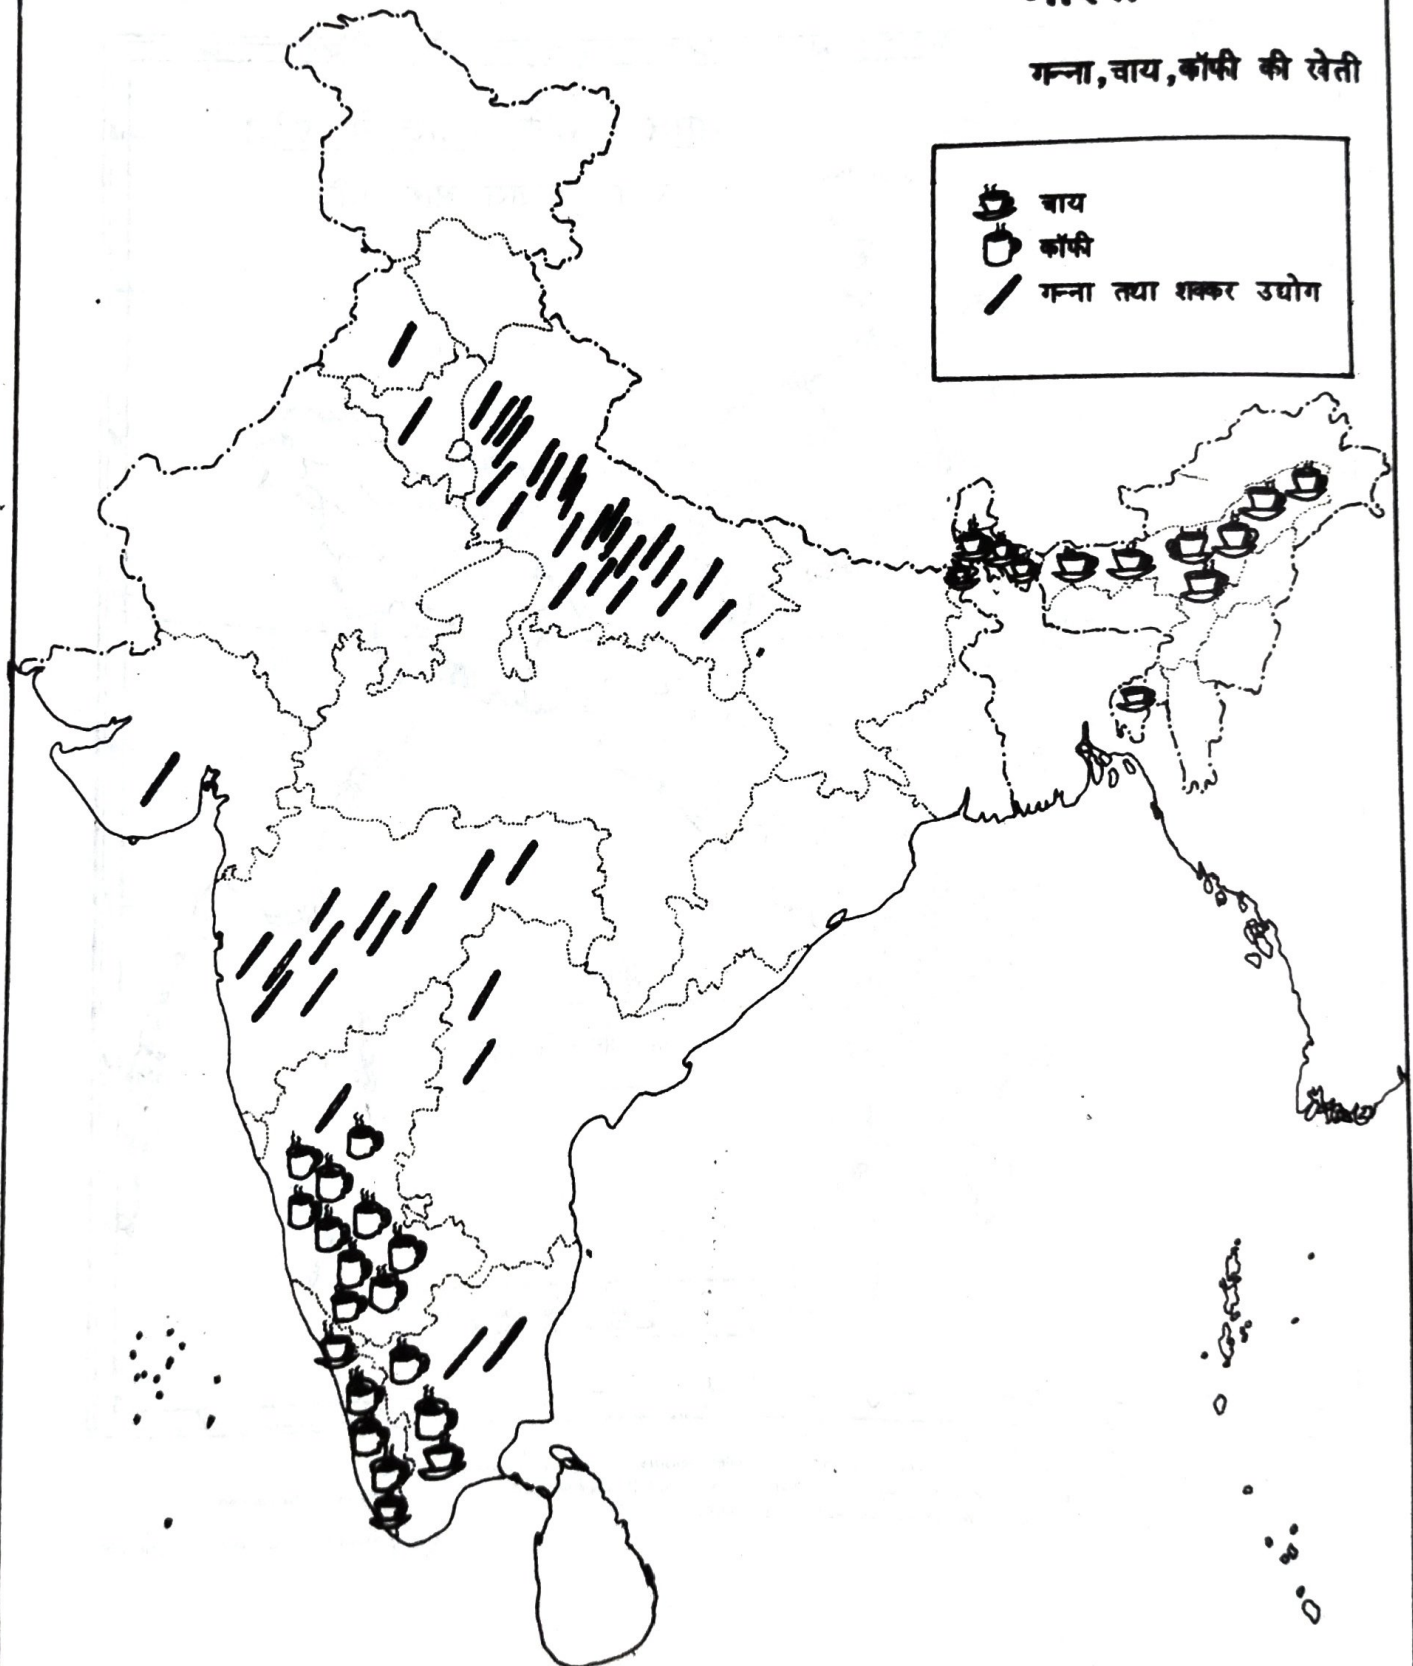 गन्ना,चाय,कॉफी की खेती
चाय
कॉफी
गन्ना तथा शक्कर उद्योग